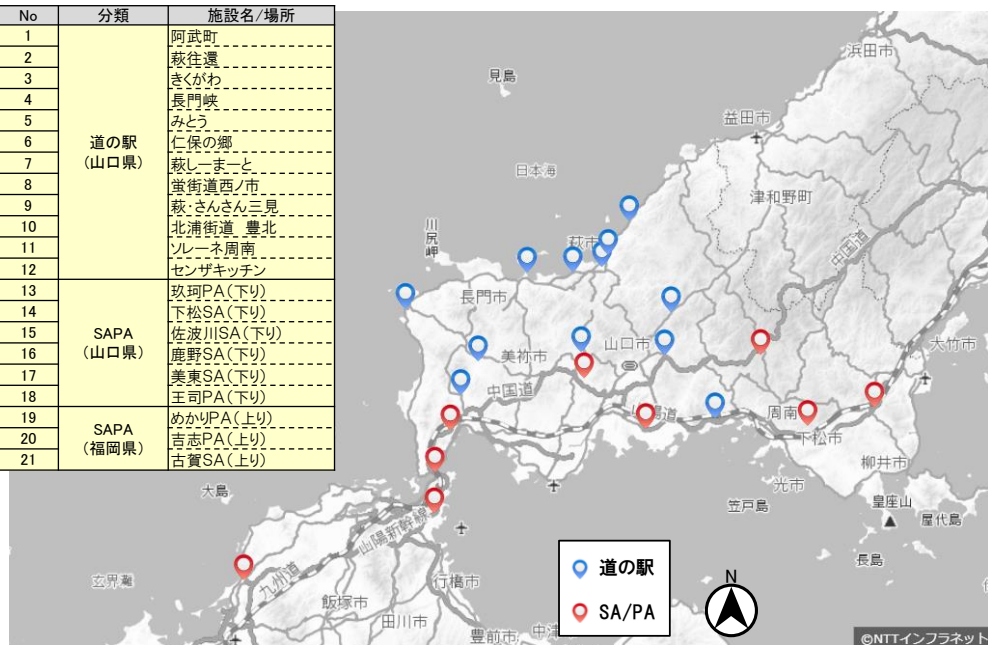 No 分類 施設名/場所
1 道の駅(山口県) 阿武町
2 萩往還
3 きくがわ
4 長門峡
5 みとう
6 仁保の郷
7 萩しーまーと
8 蛍街道西ノ市
9 萩・さんさん三見
10 北浦街道 豊北
11 ソレーネ周南
12 センザキッチン
13 SAPA(山口県) 玖珂PA(下り)
14 下松SA(下り)
15 佐波川SA(下り)
16 鹿野SA(下り)
17 美東SA(下り)
18 王司PA(下り)
19 SAPA(福岡県) めかりPA(上り)
20 吉志PA(上り)
21 古賀SA(上り)
浜田市
見島
益田市
日本海
津和野町
川尻岬
萩市
中国道
長門市
山口市
大竹市
美祢市
中国道
山陽道
周南
下松市
柳井市
大島
光市
笠戸島
皇座山
屋代島
山陽新幹線
長島
玄界灘
九州道
行橋市
飯塚市
田川市
豊前市
中津
道の駅
SA/PA
N
©NTTインフラネット